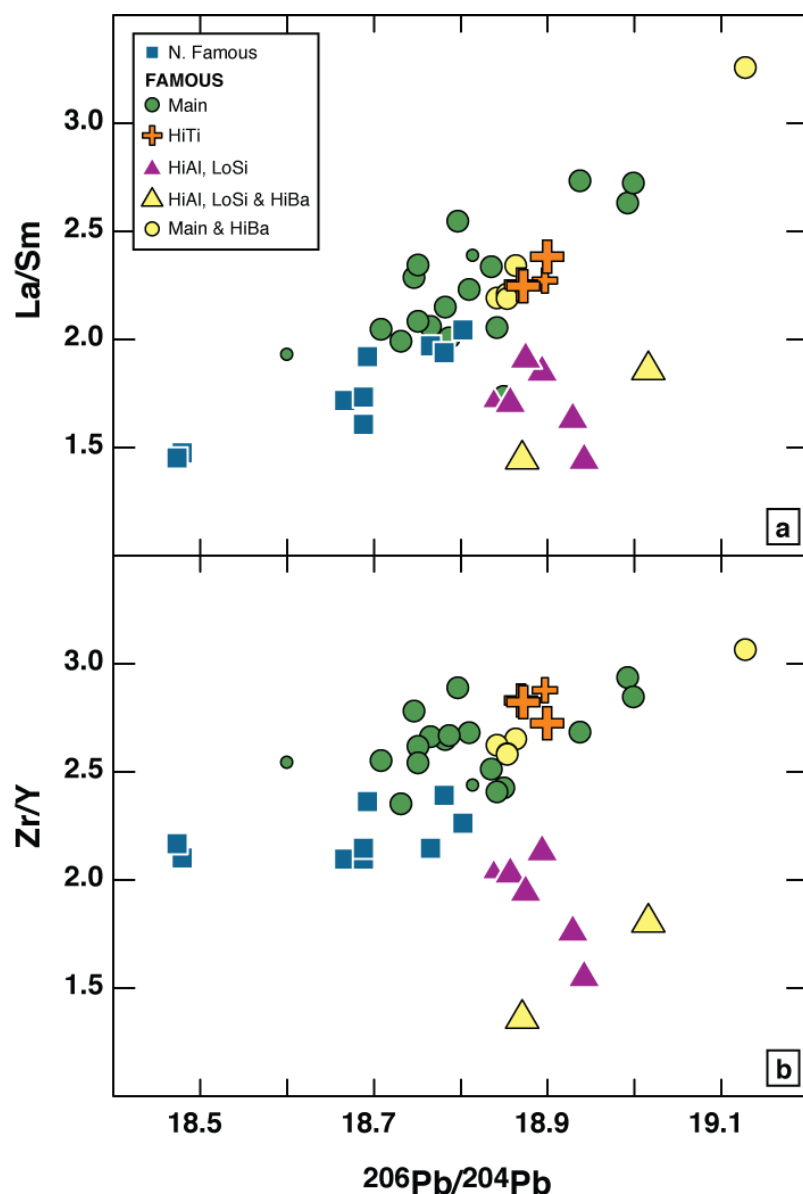 N. Famous
FAMOUS
Main
HiTi
HiAl, LoSi
HiAl, LoSi & HiBa
Main & HiBa
La/Sm
3.0
2.5
2.0
1.5
a
Zr/Y
3.0
2.5
2.0
1.5
b
18.5 18.7 18.9 19.1
²⁰⁶Pb/²⁰⁴Pb